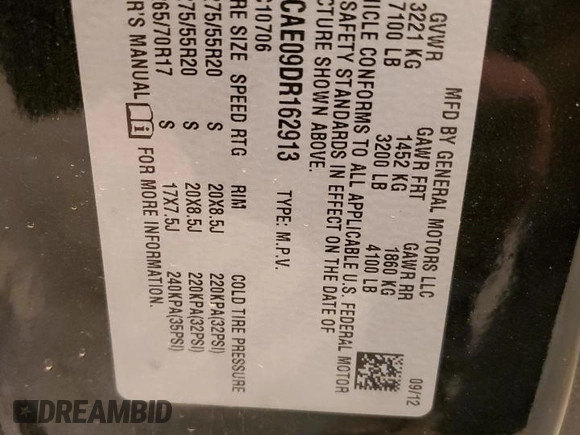 MFD BY GENERAL MOTORS LLC 09/12
GVWR GAWR FRT GAWR RR
3221 KG 1452 KG 1860 KG
7100 LB 3200 LB 4100 LB
HICLE CONFORMS TO ALL APPLICABLE U.S. FEDERAL MOTOR
SAFETY STANDARDS IN EFFECT ON THE DATE OF
CTURE SHOWN ABOVE.
CAE09DR162913 TYPE: M.P.V.
C10706
RE SIZE SPEED RTG RIM COLD TIRE PRESSURE
75/55R20 S 20X8.5J 220KPA(32PSI)
75/55R20 S 20X8.5J 220KPA(32PSI)
65/70R17 S 17X7.5J 240KPA(35PSI)
R'S MANUAL FOR MORE INFORMATION.
DREAMBID